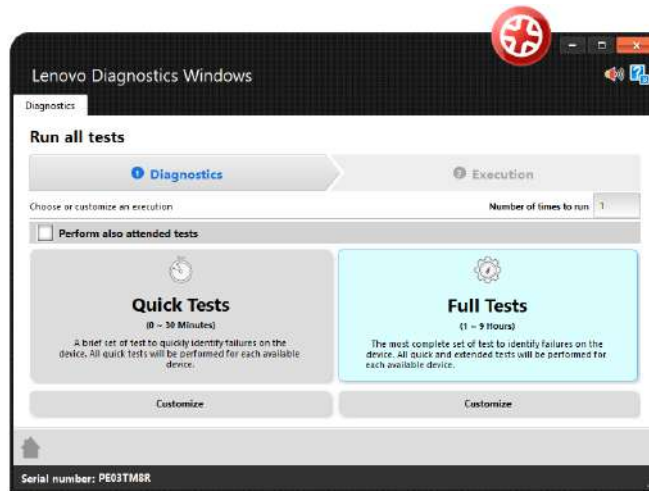 Lenovo Diagnostics Windows
Diagnostics
Run all tests
1 Diagnostics
2 Execution
Choose or customize an execution
Number of times to run 1
Perform also attended tests
Quick Tests
(0 ~ 30 Minutes)
A brief set of test to quickly identify failures on the
device. All quick tests will be performed for each available
device.
Full Tests
(1 ~ 9 Hours)
The most complete set of test to identify failures on the
device. All quick and extended tests will be performed for
each available device.
Customize
Customize
Serial number: PE03TM8R